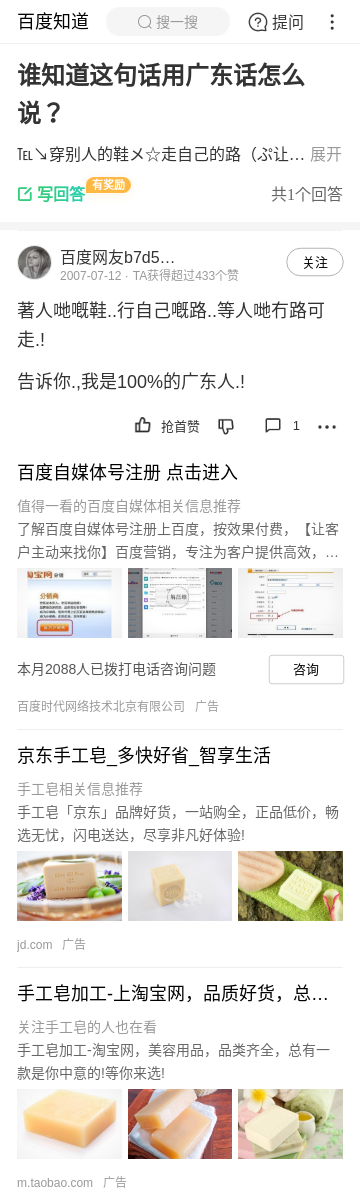 百度知道
搜一搜
提问
谁知道这句话用广东话怎么
说？
℡↘穿别人的鞋メ☆走自己的路（ぷ让… 展开
写回答
有奖励
共1个回答
百度网友b7d5…
2007-07-12 · TA获得超过433个赞
关注
著人哋嘅鞋..行自己嘅路..等人哋冇路可
走.!
告诉你.,我是100%的广东人.!
抢首赞
1
百度自媒体号注册 点击进入
值得一看的百度自媒体相关信息推荐
了解百度自媒体号注册上百度，按效果付费，【让客
户主动来找你】百度营销，专注为客户提供高效，…
本月2088人已拨打电话咨询问题
咨询
百度时代网络技术北京有限公司 广告
京东手工皂_多快好省_智享生活
手工皂相关信息推荐
手工皂「京东」品牌好货，一站购全，正品低价，畅
选无忧，闪电送达，尽享非凡好体验!
jd.com 广告
手工皂加工-上淘宝网，品质好货，总…
关注手工皂的人也在看
手工皂加工-淘宝网，美容用品，品类齐全，总有一
款是你中意的!等你来选!
m.taobao.com 广告